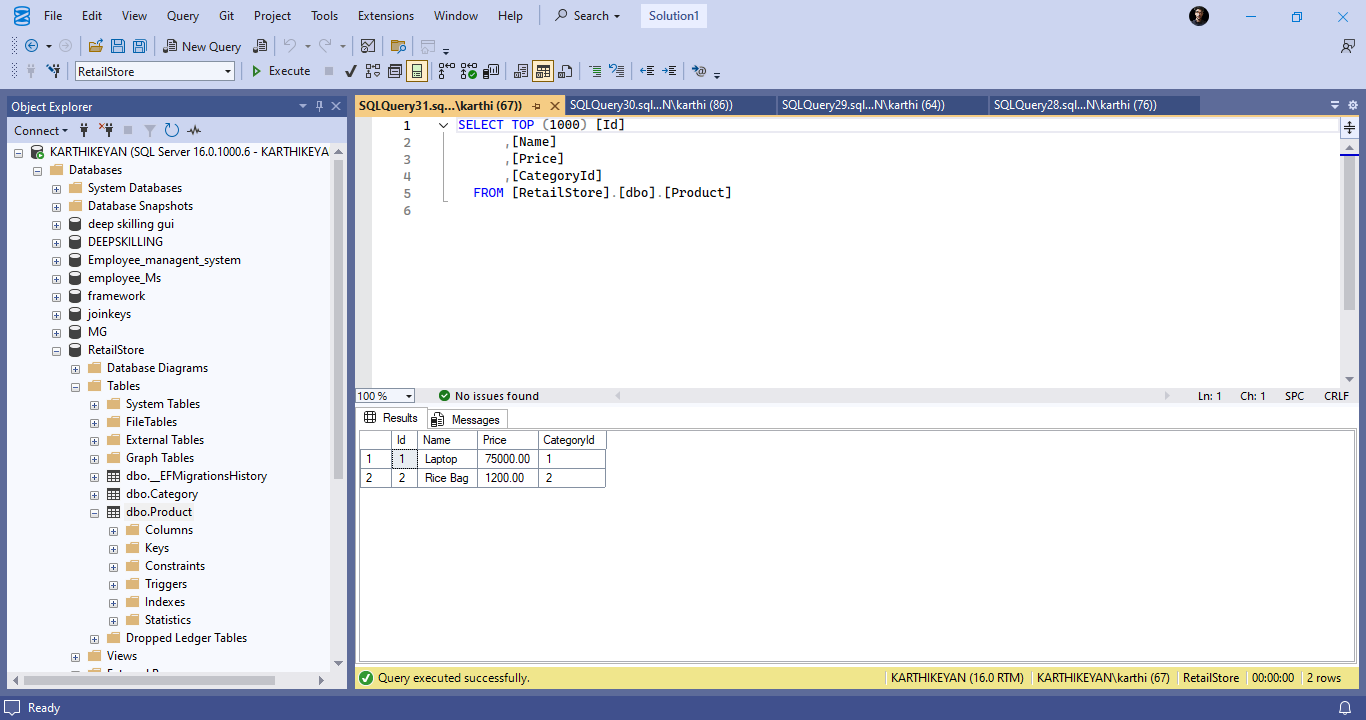 File Edit View Query Git Project Tools Extensions Window Help Search Solution1
New Query
RetailStore Execute
Object Explorer
Connect
KARTHIKEYAN (SQL Server 16.0.1000.6 - KARTHIKEYA
Databases
System Databases
Database Snapshots
deep skilling gui
DEEPSKILLING
Employee_managent_system
employee_Ms
framework
joinkeys
MG
RetailStore
Database Diagrams
Tables
System Tables
FileTables
External Tables
Graph Tables
dbo.__EFMigrationsHistory
dbo.Category
dbo.Product
Columns
Keys
Constraints
Triggers
Indexes
Statistics
Dropped Ledger Tables
Views
SQLQuery31.sq...\karthi (67)) SQLQuery30.sql...N\karthi (86)) SQLQuery29.sql...N\karthi (64)) SQLQuery28.sql...N\karthi (76))
1 SELECT TOP (1000) [Id]
2 ,[Name]
3 ,[Price]
4 ,[CategoryId]
5 FROM [RetailStore].[dbo].[Product]
6
100 % No issues found Ln: 1 Ch: 1 SPC CRLF
Results Messages
Id Name Price CategoryId
1 1 Laptop 75000.00 1
2 2 Rice Bag 1200.00 2
Query executed successfully. KARTHIKEYAN (16.0 RTM) KARTHIKEYAN\karthi (67) RetailStore 00:00:00 2 rows
Ready